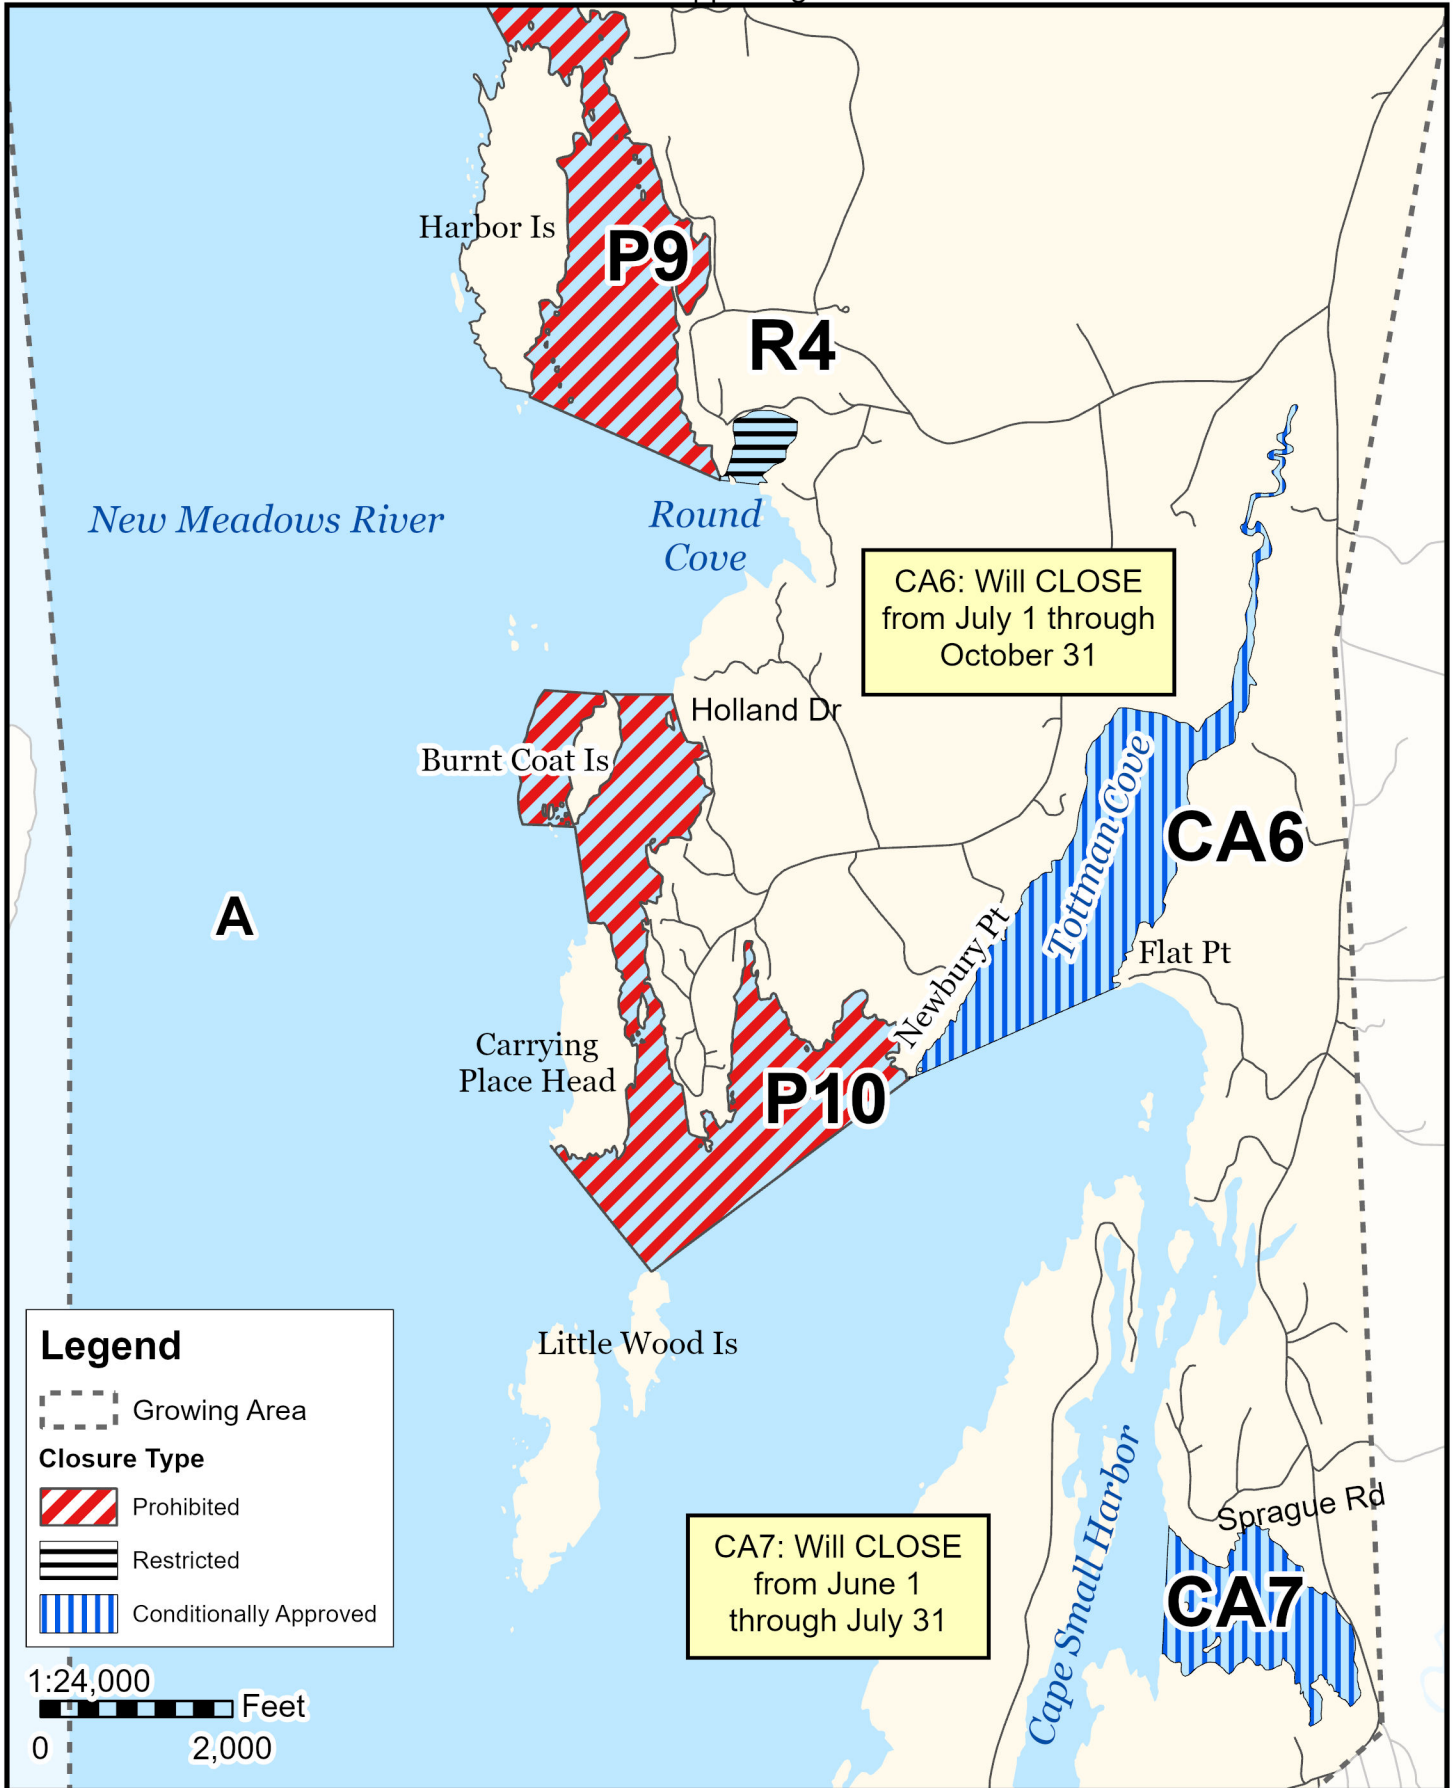 Harbor Is
P9
R4
New Meadows River
Round
Cove
CA6: Will CLOSE
from July 1 through
October 31
Holland Dr
Burnt Coat Is
Tottman Cove
CA6
A
Newbury Pt
Flat Pt
Carrying
Place Head
P10
Little Wood Is
Legend
Growing Area
Closure Type
Prohibited
Restricted
Conditionally Approved
1:24,000
Feet
0 2,000
CA7: Will CLOSE
from June 1
through July 31
Cape Small Harbor
Sprague Rd
CA7